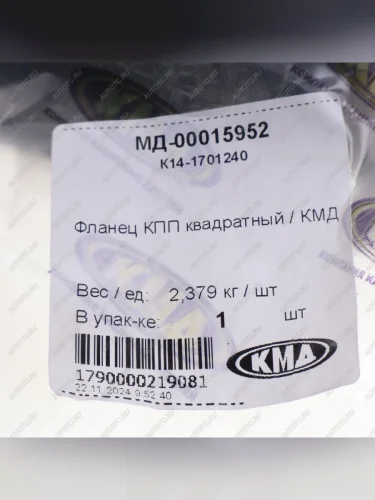 МД-00015952
К14-1701240
Фланец КПП квадратный / КМД
Вес / ед: 2,379 кг / шт
В упак-ке: 1 шт
КМД
1790000219081
22.11.2024 9:52:40